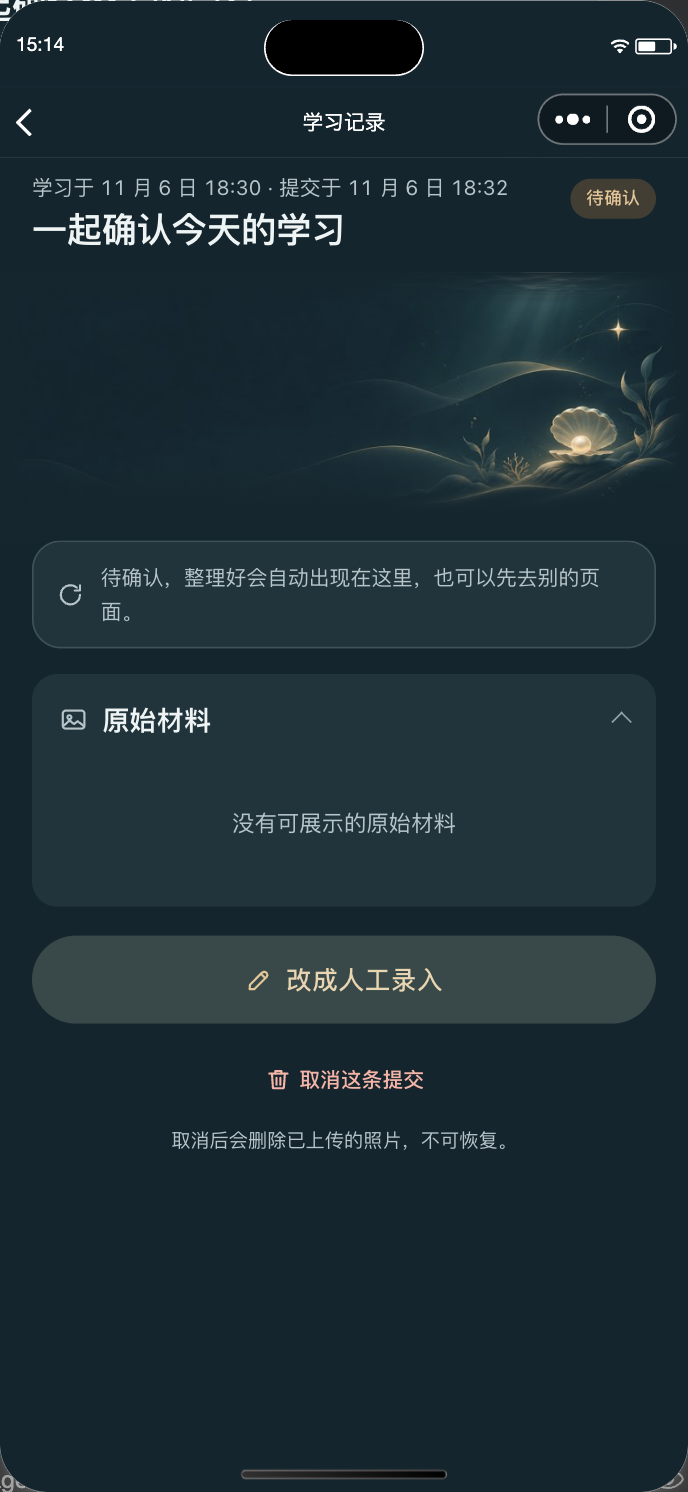 15:14
学习记录
学习于 11 月 6 日 18:30 · 提交于 11 月 6 日 18:32
待确认
一起确认今天的学习
待确认，整理好会自动出现在这里，也可以先去别的页
面。
原始材料
没有可展示的原始材料
改成人工录入
取消这条提交
取消后会删除已上传的照片，不可恢复。